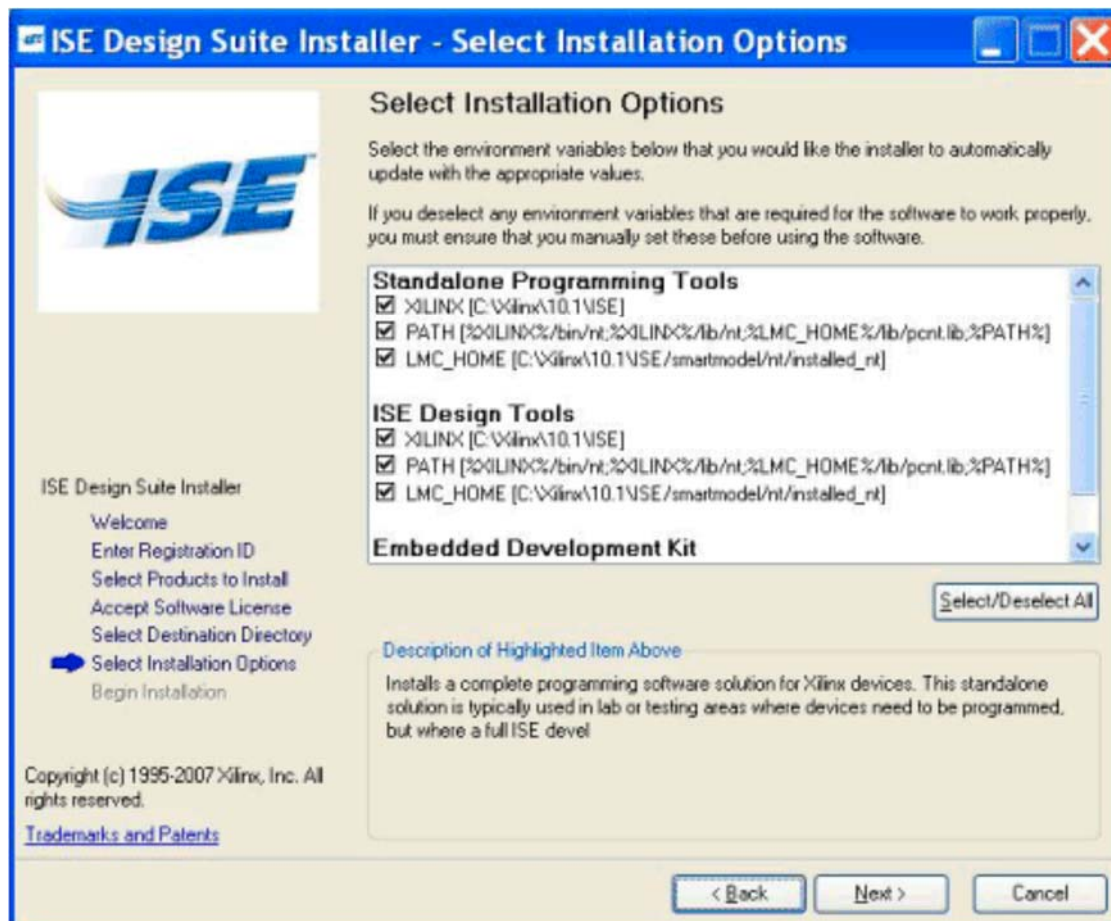 ISE Design Suite Installer - Select Installation Options
ISE
Select Installation Options
Select the environment variables below that you would like the installer to automatically
update with the appropriate values.
If you deselect any environment variables that are required for the software to work properly,
you must ensure that you manually set these before using the software.
Standalone Programming Tools
XILINX [C:\Xilinx\10.1\ISE]
PATH [%XILINX%/bin/nt;%XILINX%/lib/nt;%LMC_HOME%/lib/pcnt.lib;%PATH%]
LMC_HOME [C:\Xilinx\10.1\ISE/smartmodel/nt/installed_nt]
ISE Design Tools
XILINX [C:\Xilinx\10.1\ISE]
PATH [%XILINX%/bin/nt;%XILINX%/lib/nt;%LMC_HOME%/lib/pcnt.lib;%PATH%]
LMC_HOME [C:\Xilinx\10.1\ISE/smartmodel/nt/installed_nt]
Embedded Development Kit
Select/Deselect All
ISE Design Suite Installer
Welcome
Enter Registration ID
Select Products to Install
Accept Software License
Select Destination Directory
Select Installation Options
Begin Installation
Description of Highlighted Item Above
Installs a complete programming software solution for Xilinx devices. This standalone
solution is typically used in lab or testing areas where devices need to be programmed,
but where a full ISE devel
Copyright (c) 1995-2007 Xilinx, Inc. All
rights reserved.
Trademarks and Patents
< Back
Next >
Cancel